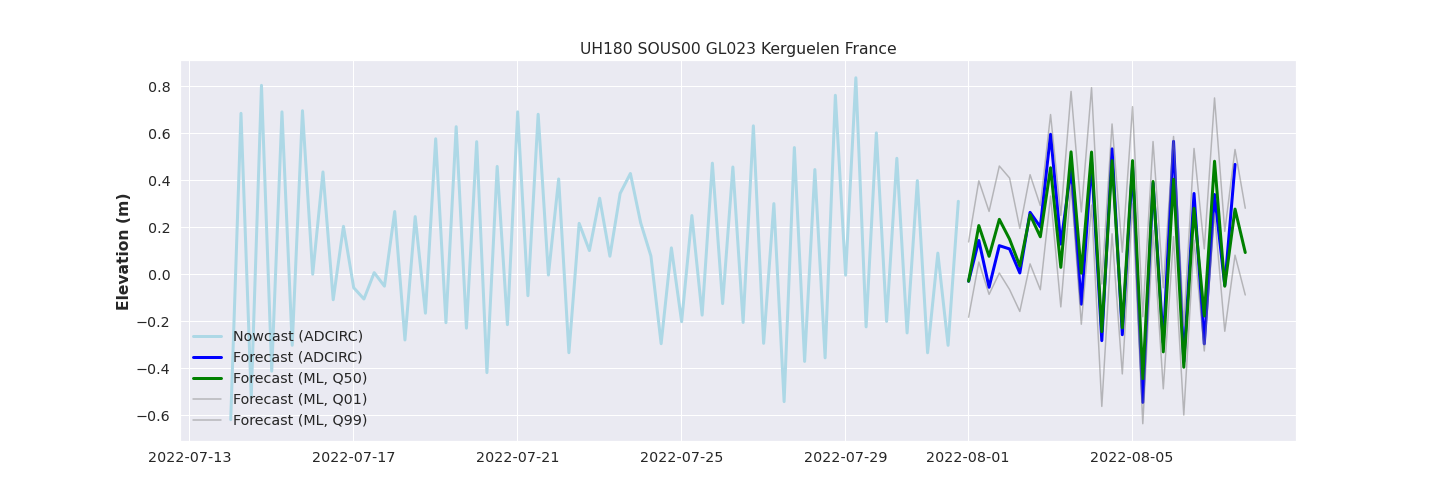 UH180 SOUS00 GL023 Kerguelen France
Elevation (m)
0.8
0.6
0.4
0.2
0.0
−0.2
−0.4
−0.6
Nowcast (ADCIRC)
Forecast (ADCIRC)
Forecast (ML, Q50)
Forecast (ML, Q01)
Forecast (ML, Q99)
2022-07-13 2022-07-17 2022-07-21 2022-07-25 2022-07-29 2022-08-01 2022-08-05